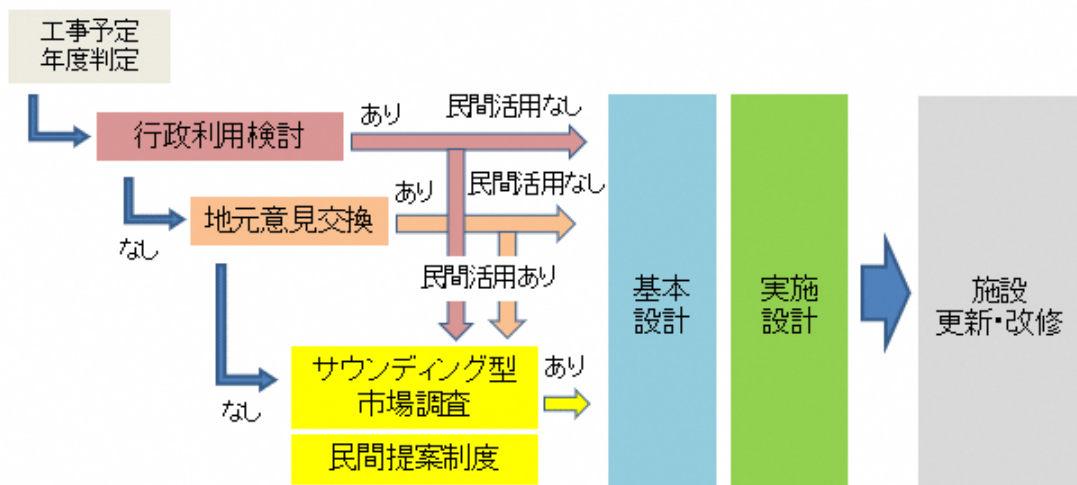 工事予定
年度判定
行政利用検討
あり
民間活用なし
地元意見交換
あり
民間活用なし
なし
民間活用あり
サウンディング型
市場調査
あり
なし
民間提案制度
基本
設計
実施
設計
施設
更新・改修